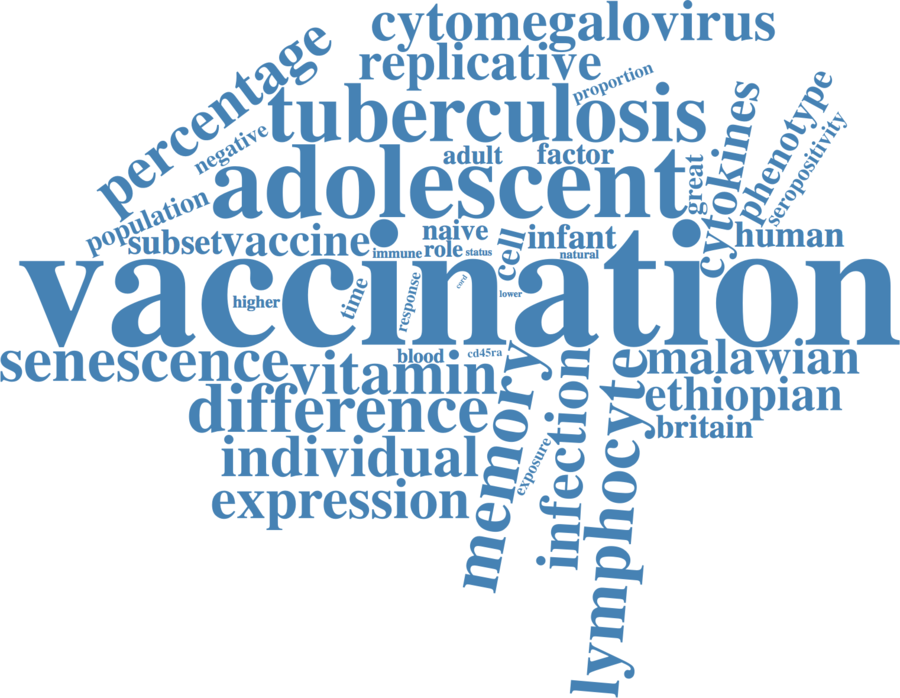 cytomegalovirus
replicative
percentage
proportion
tuberculosis
negative
cytokines
phenotype
seropositivity
adult
factor
great
adolescent
population
subset
vaccine
naive
immune
role
status
cell
infant
natural
human
vaccination
higher
time
response
cord
lower
senescence
vitamin
blood
cd45ra
malawian
difference
ethiopian
britain
memory
exposure
infection
lymphocyte
individual
expression